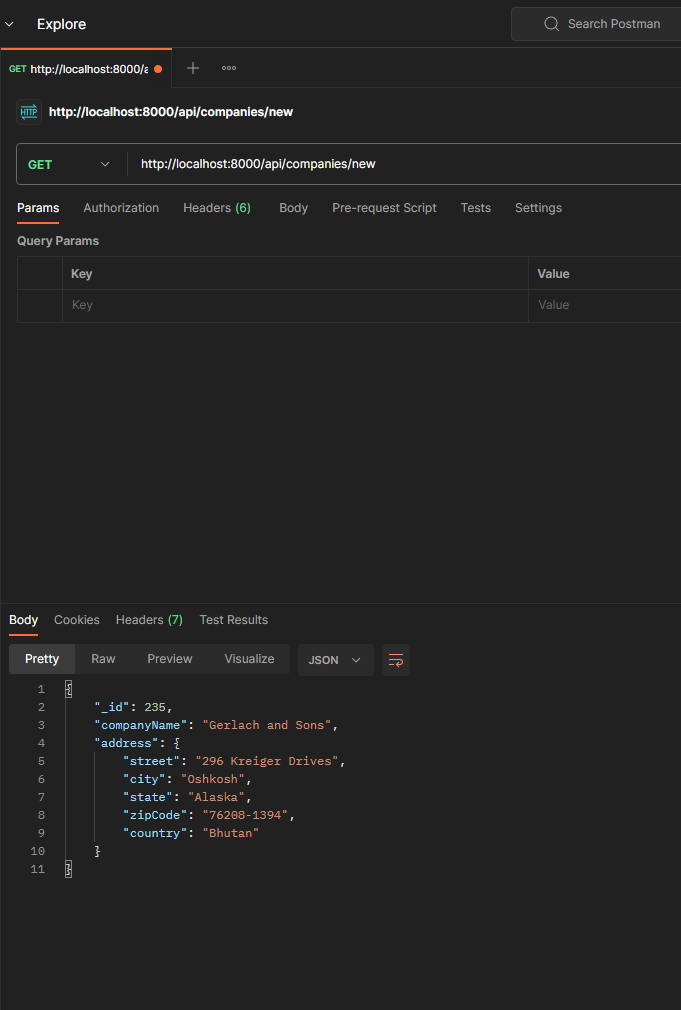 Explore
Search Postman
GET http://localhost:8000/a
HTTP http://localhost:8000/api/companies/new
GET http://localhost:8000/api/companies/new
Params Authorization Headers (6) Body Pre-request Script Tests Settings
Query Params
Key Value
Key Value
Body Cookies Headers (7) Test Results
Pretty Raw Preview Visualize JSON
1 {
2 "_id": 235,
3 "companyName": "Gerlach and Sons",
4 "address": {
5 "street": "296 Kreiger Drives",
6 "city": "Oshkosh",
7 "state": "Alaska",
8 "zipCode": "76208-1394",
9 "country": "Bhutan"
10 }
11 }